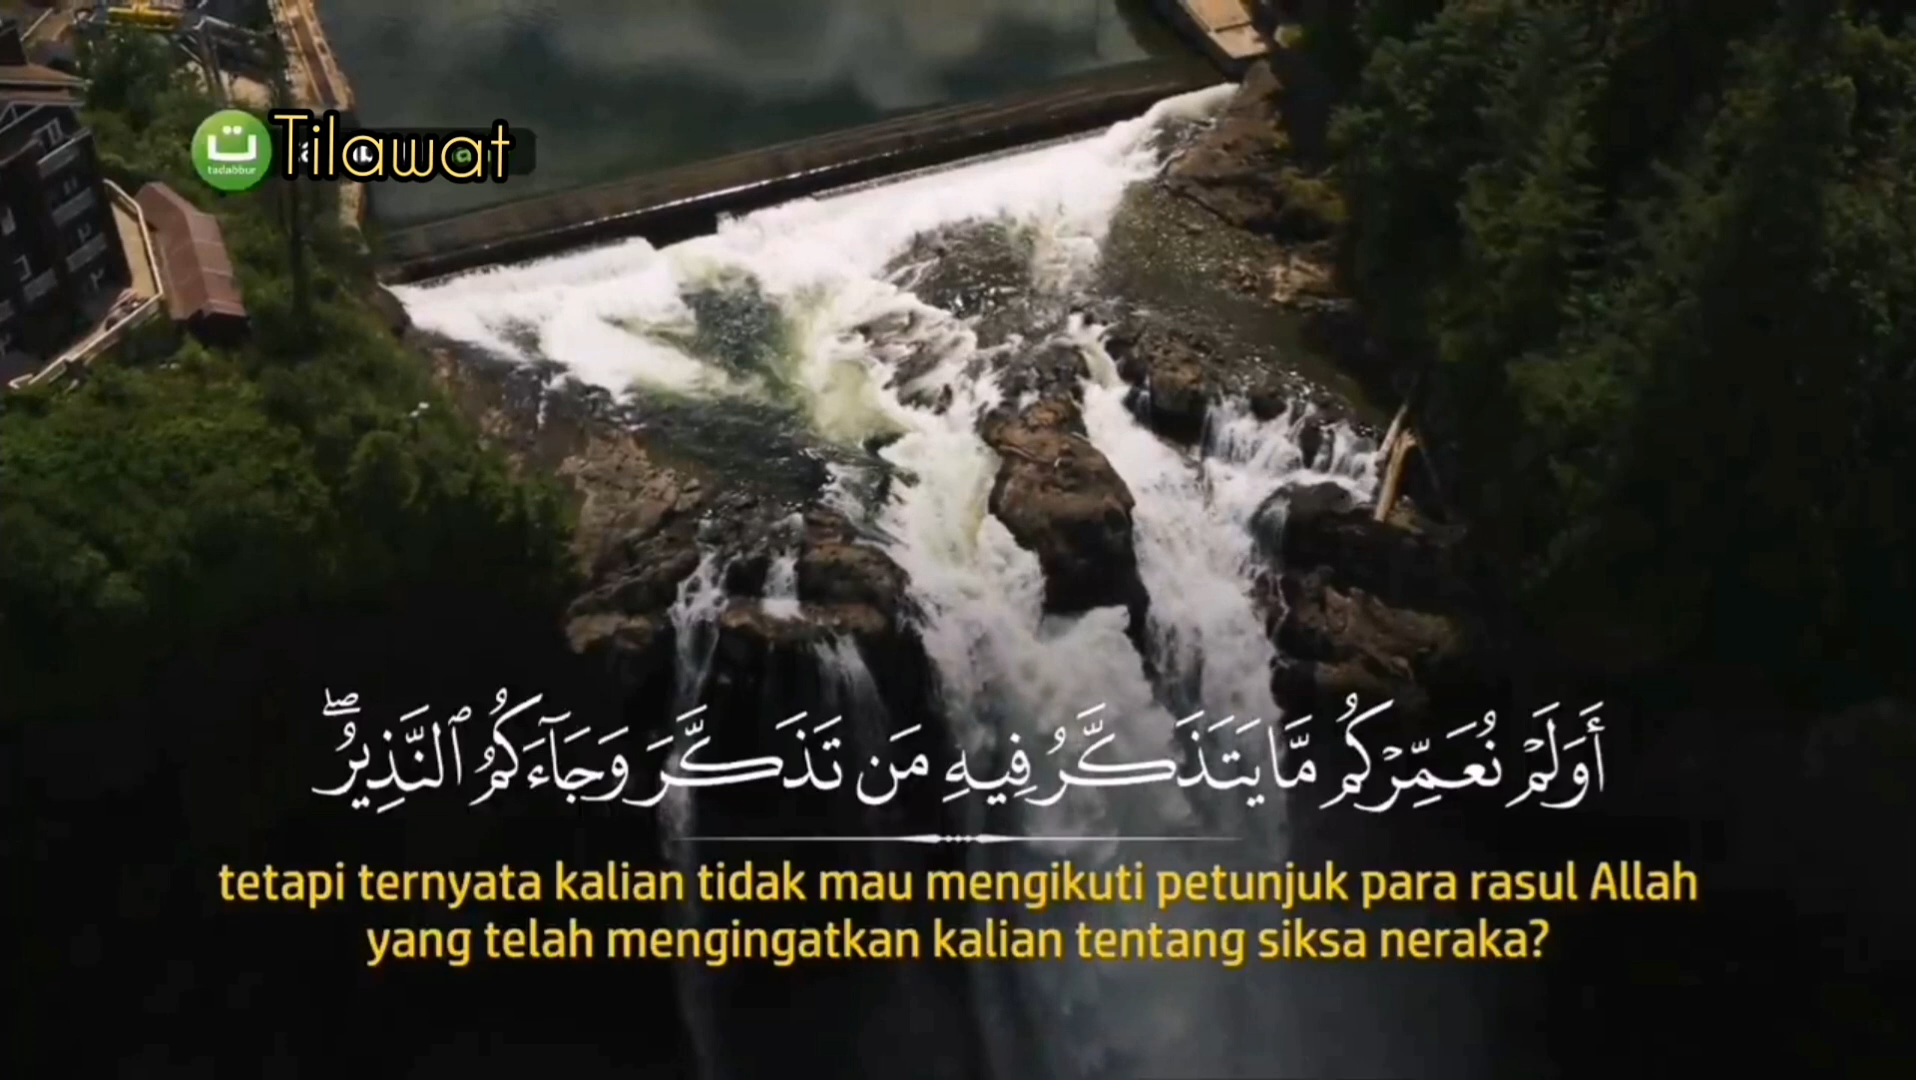 ت
tadabbur
Tilawat
أَوَلَمْ نُعَمِّرْكُم مَّا يَتَذَكَّرُ فِيهِ مَن تَذَكَّرَ وَجَآءَكُمُ ٱلنَّذِيرُ ۖ
tetapi ternyata kalian tidak mau mengikuti petunjuk para rasul Allah
yang telah mengingatkan kalian tentang siksa neraka?